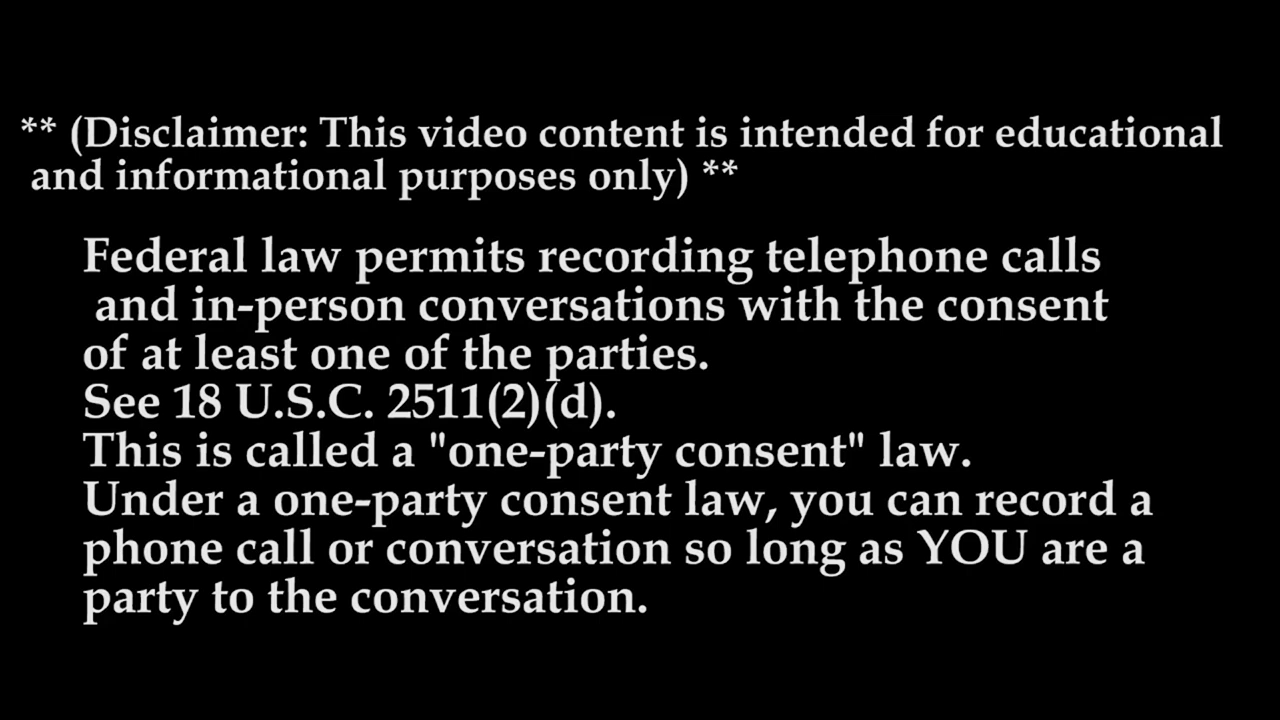 ** (Disclaimer: This video content is intended for educational
and informational purposes only) **
Federal law permits recording telephone calls
and in-person conversations with the consent
of at least one of the parties.
See 18 U.S.C. 2511(2)(d).
This is called a "one-party consent" law.
Under a one-party consent law, you can record a
phone call or conversation so long as YOU are a
party to the conversation.